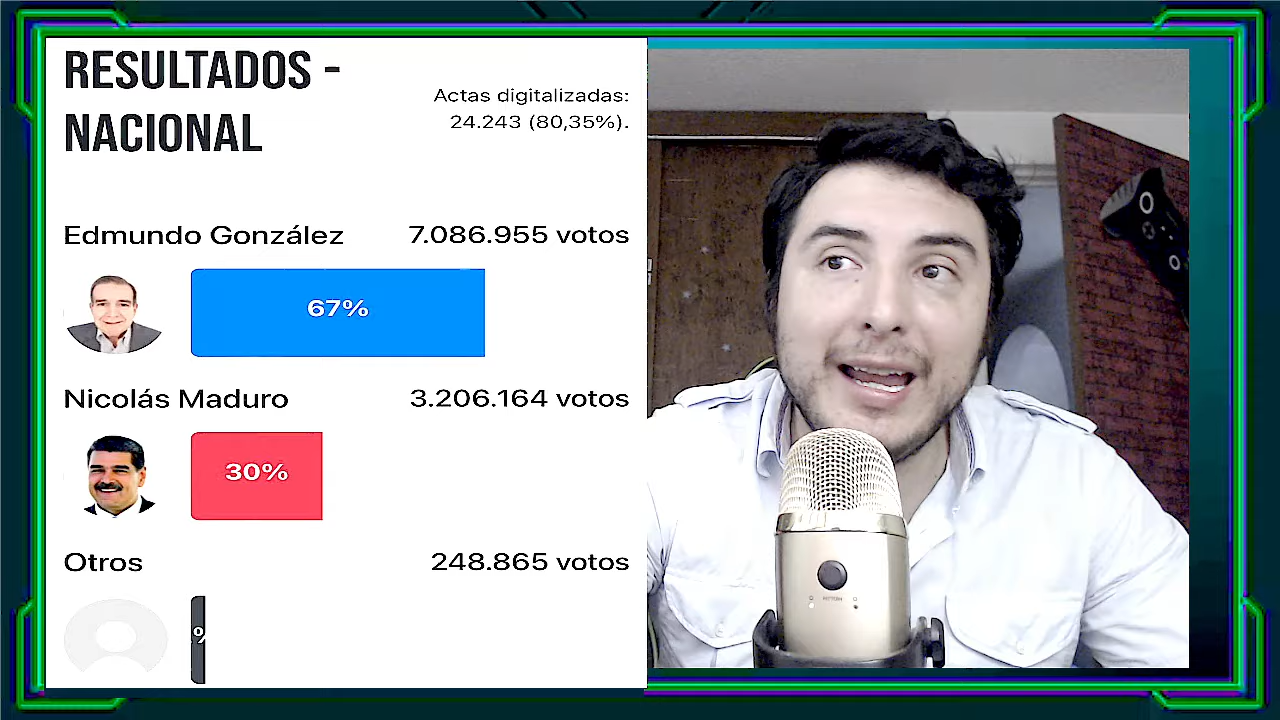 RESULTADOS -
NACIONAL
Actas digitalizadas:
24.243 (80,35%).
Edmundo González 7.086.955 votos
67%
Nicolás Maduro 3.206.164 votos
30%
Otros 248.865 votos
%